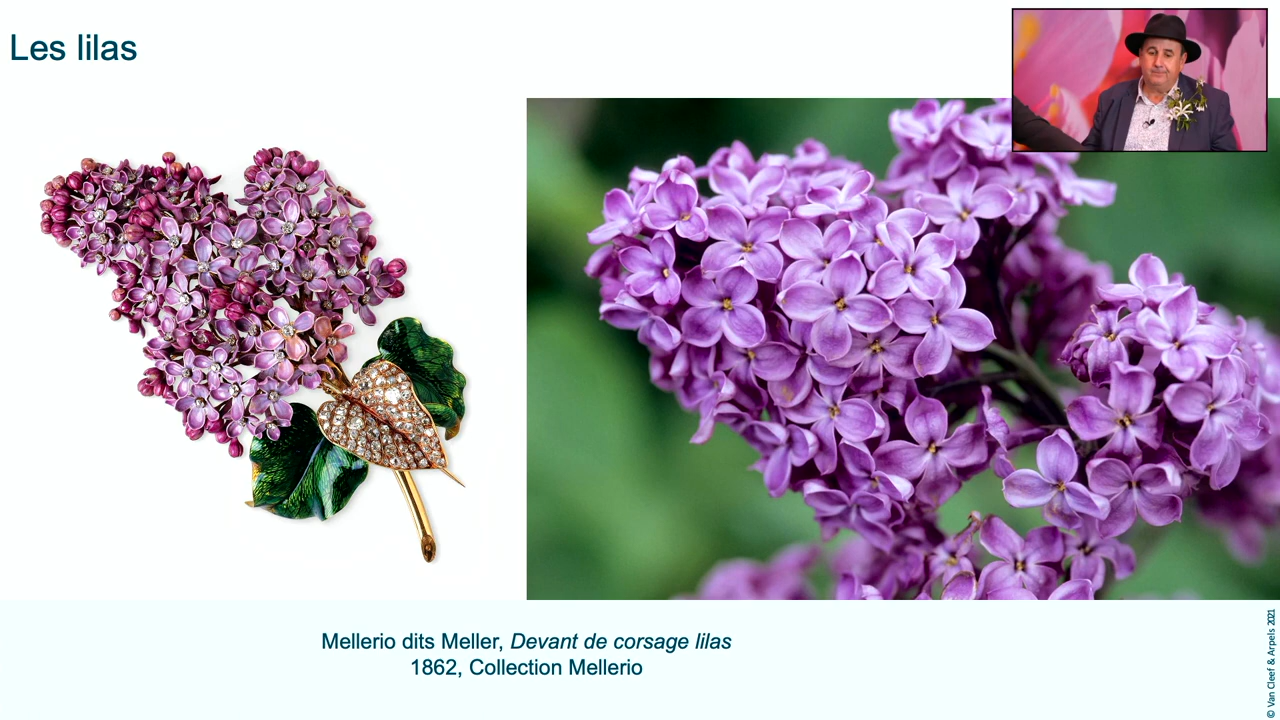 Les lilas
Mellerio dits Meller, Devant de corsage lilas
1862, Collection Mellerio
© Van Cleef & Arpels 2021